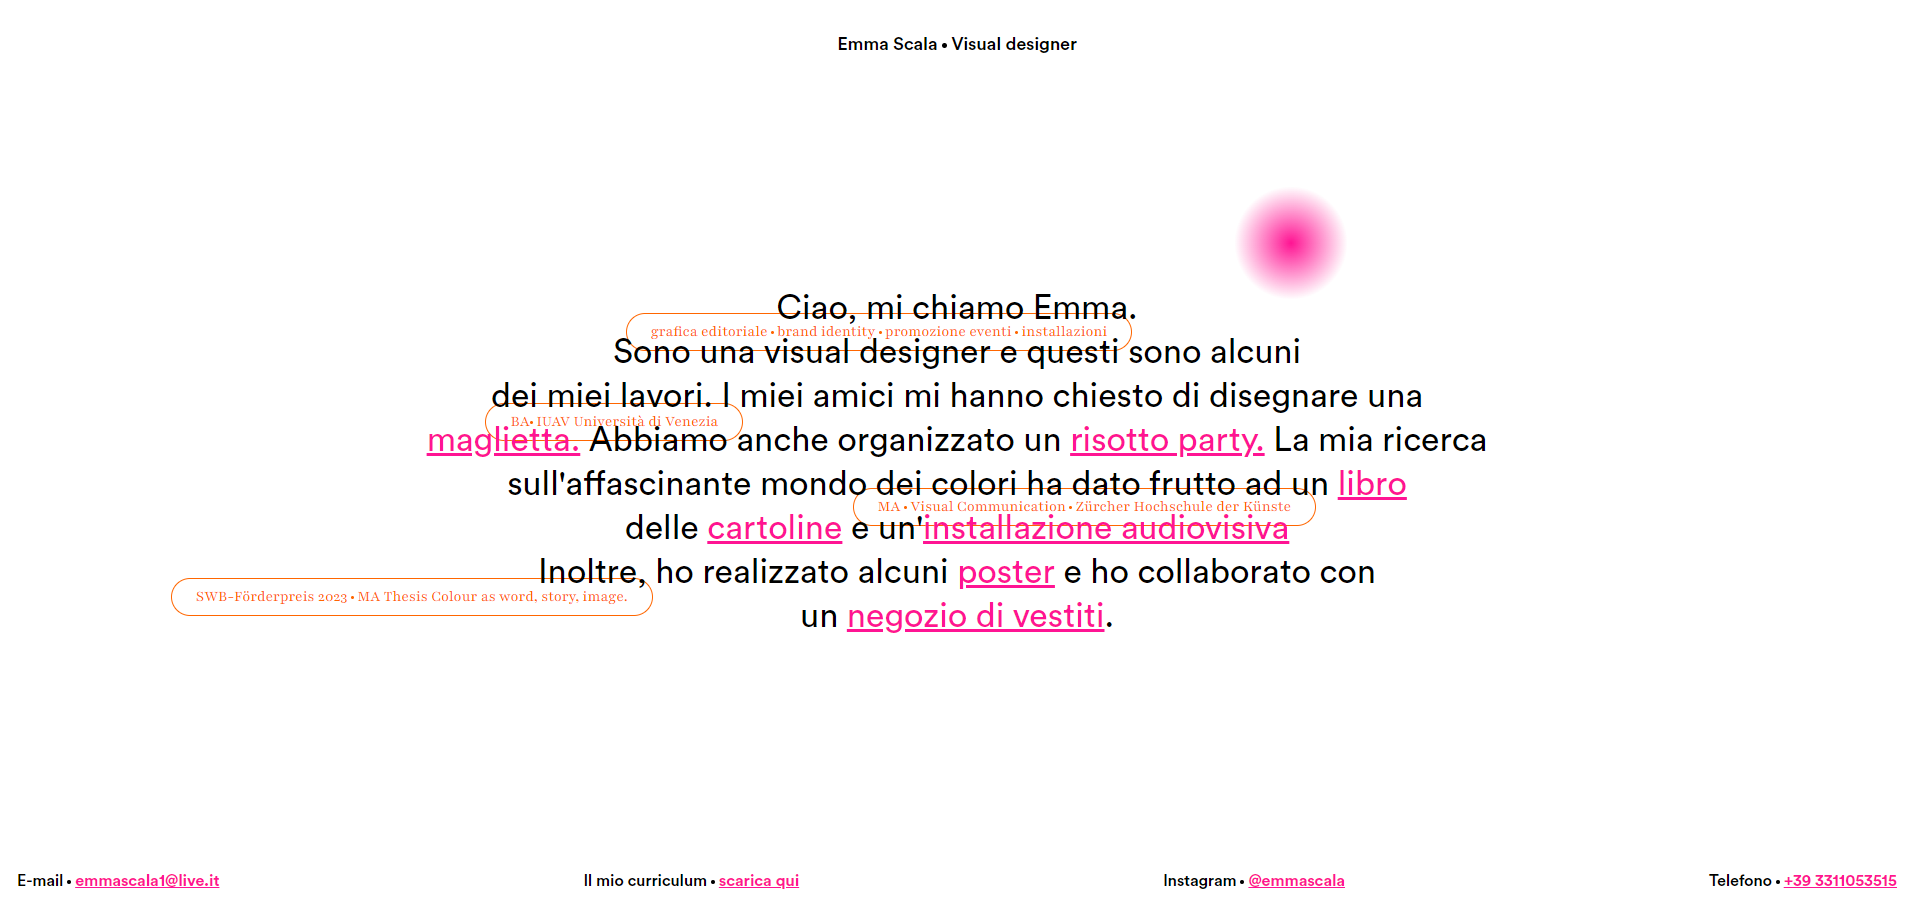 Emma Scala • Visual designer
Ciao, mi chiamo Emma.
grafica editoriale • brand identity • promozione eventi • installazioni
Sono una visual designer e questi sono alcuni
dei miei lavori. I miei amici mi hanno chiesto di disegnare una
BA • IUAV Università di Venezia
maglietta. Abbiamo anche organizzato un risotto party. La mia ricerca
sull'affascinante mondo dei colori ha dato frutto ad un libro
MA • Visual Communication • Zürcher Hochschule der Künste
delle cartoline e un'installazione audiovisiva
Inoltre, ho realizzato alcuni poster e ho collaborato con
SWB-Förderpreis 2023 • MA Thesis Colour as word, story, image.
un negozio di vestiti.
E-mail • emmascala1@live.it
Il mio curriculum • scarica qui
Instagram • @emmascala
Telefono • +39 3311053515